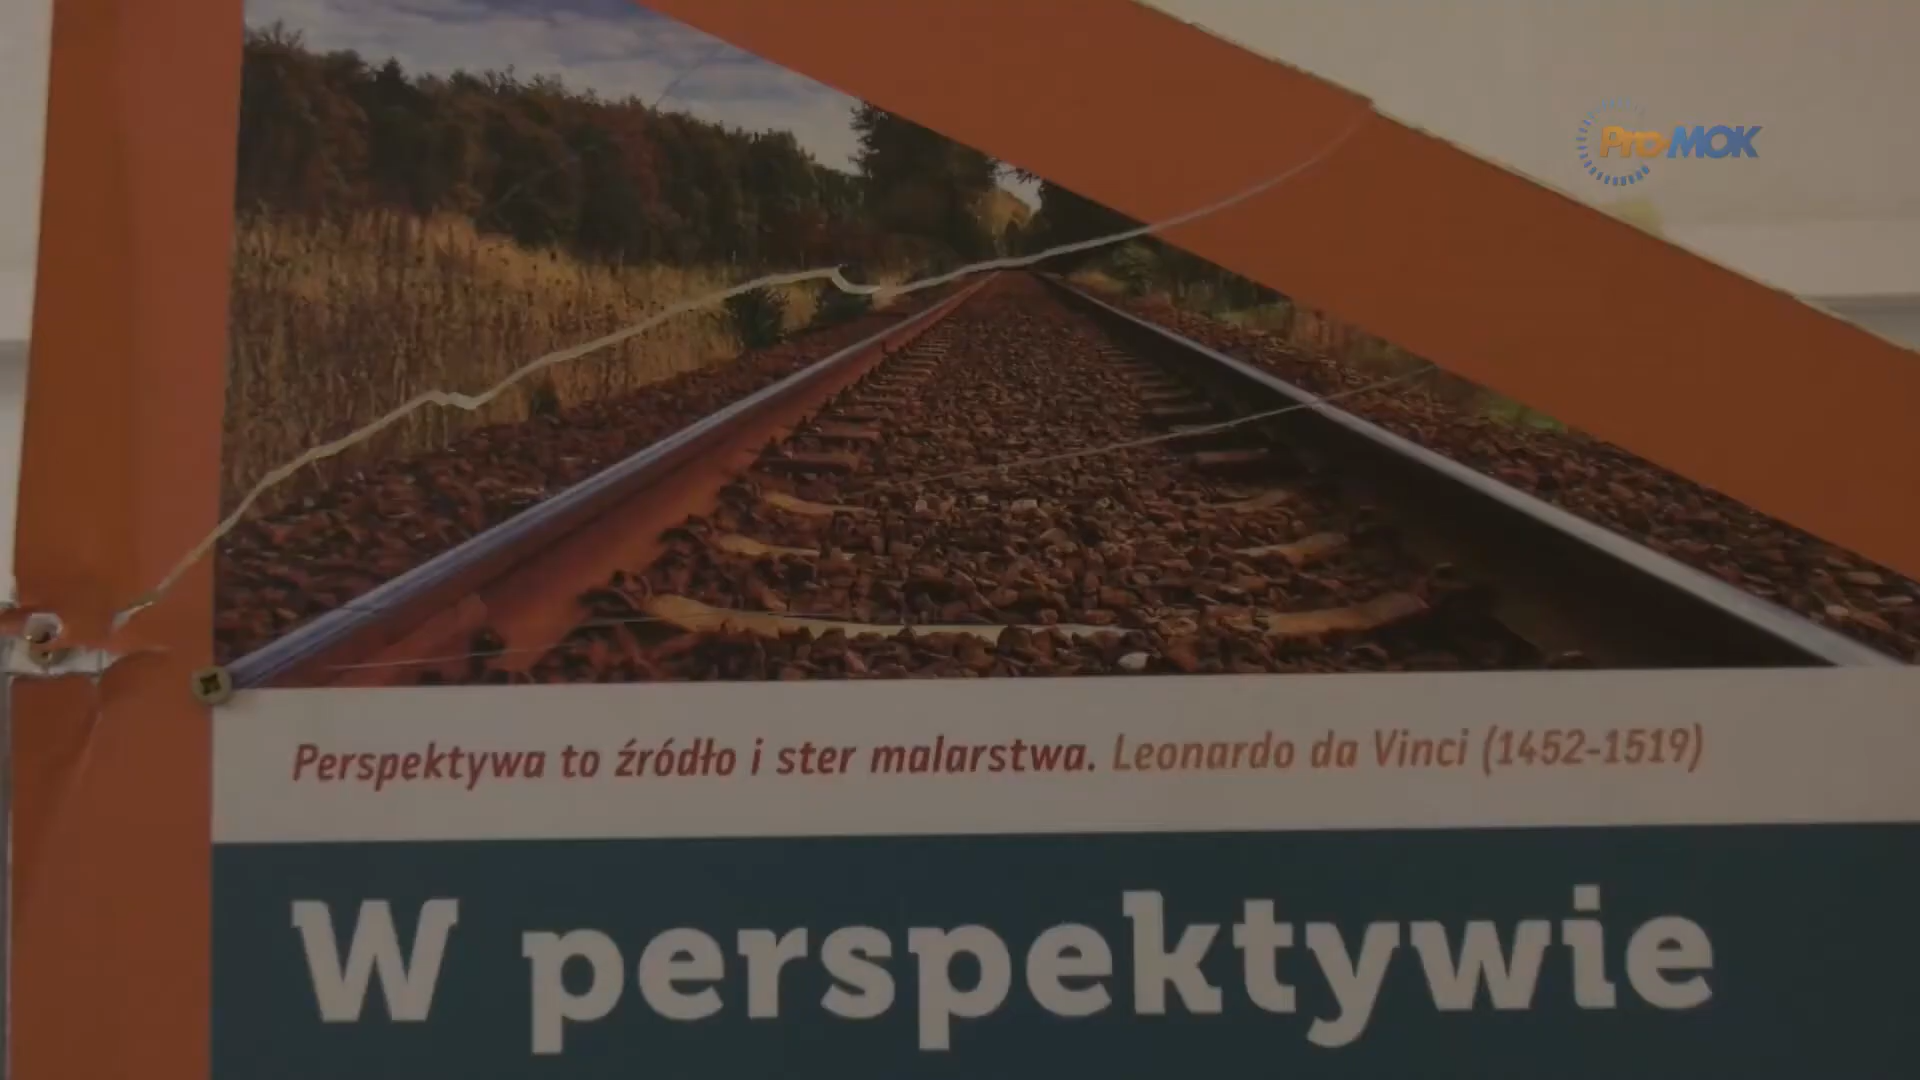 ProMOK
Perspektywa to źródło i ster malarstwa. Leonardo da Vinci (1452-1519)
W perspektywie